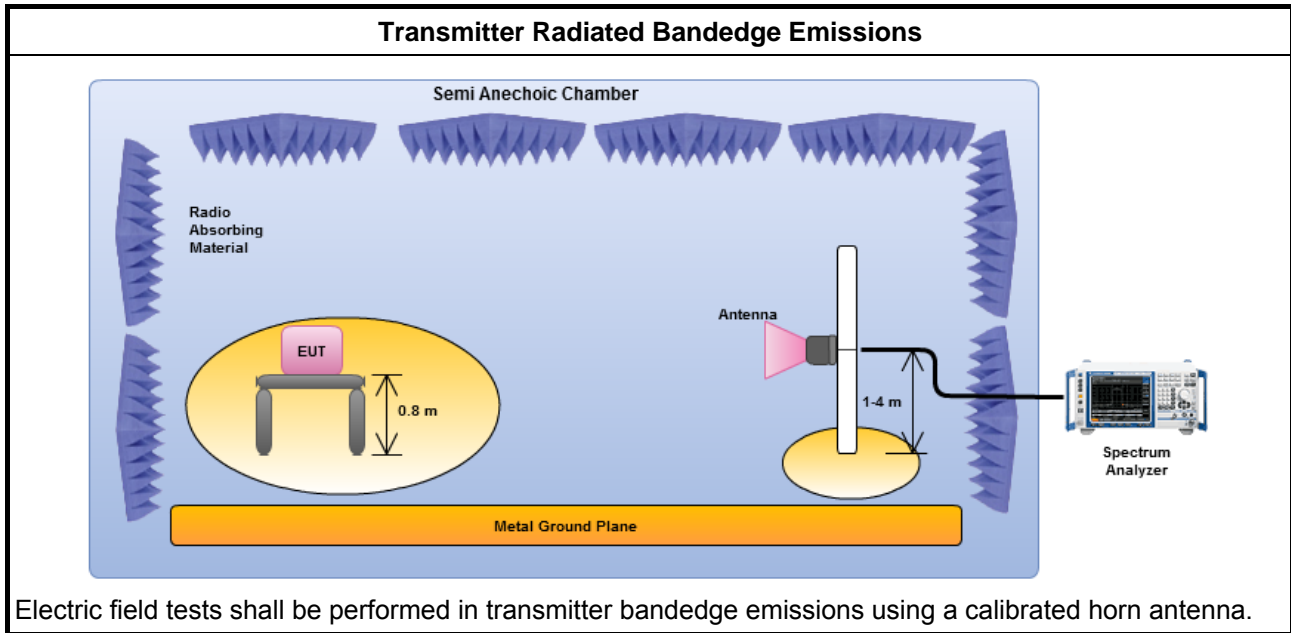 Transmitter Radiated Bandedge Emissions
Semi Anechoic Chamber
Radio
Absorbing
Material
Antenna
EUT
0.8 m
1-4 m
Spectrum
Analyzer
Metal Ground Plane
Electric field tests shall be performed in transmitter bandedge emissions using a calibrated horn antenna.